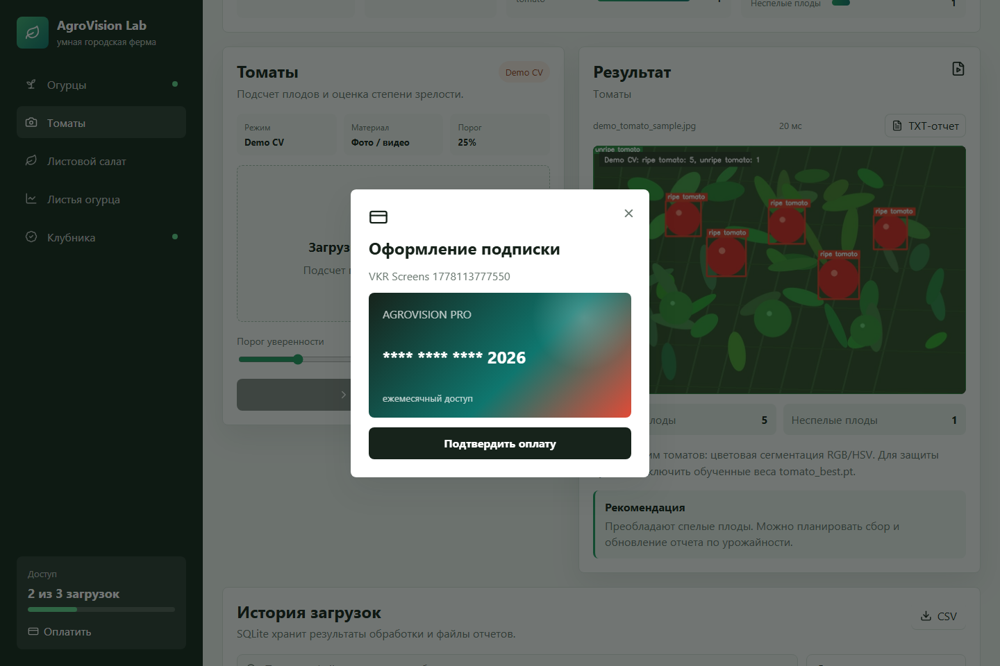 AgroVision Lab
умная городская ферма
Огурцы
Томаты
Листовой салат
Листья огурца
Клубника
Доступ
2 из 3 загрузок
Оплатить
Неспелые плоды 1
Томаты
Demo CV
Подсчет плодов и оценка степени зрелости.
Режим
Demo CV
Материал
Фото / видео
Порог
25%
Загруз
Подсчет
Порог уверенности
Результат
Томаты
demo_tomato_sample.jpg 20 мс TXT-отчет
unripe tomato
Demo CV: ripe tomato: 5, unripe tomato: 1
ripe tomato
ripe tomato
ripe tomato
ripe tomato
ripe tomato
лоды 5
Неспелые плоды 1
им томатов: цветовая сегментация RGB/HSV. Для защиты
ключить обученные веса tomato_best.pt.
Рекомендация
Преобладают спелые плоды. Можно планировать сбор и
обновление отчета по урожайности.
Оформление подписки
VKR Screens 1778113777550
AGROVISION PRO
**** **** **** 2026
ежемесячный доступ
Подтвердить оплату
История загрузок
CSV
SQLite хранит результаты обработки и файлы отчетов.